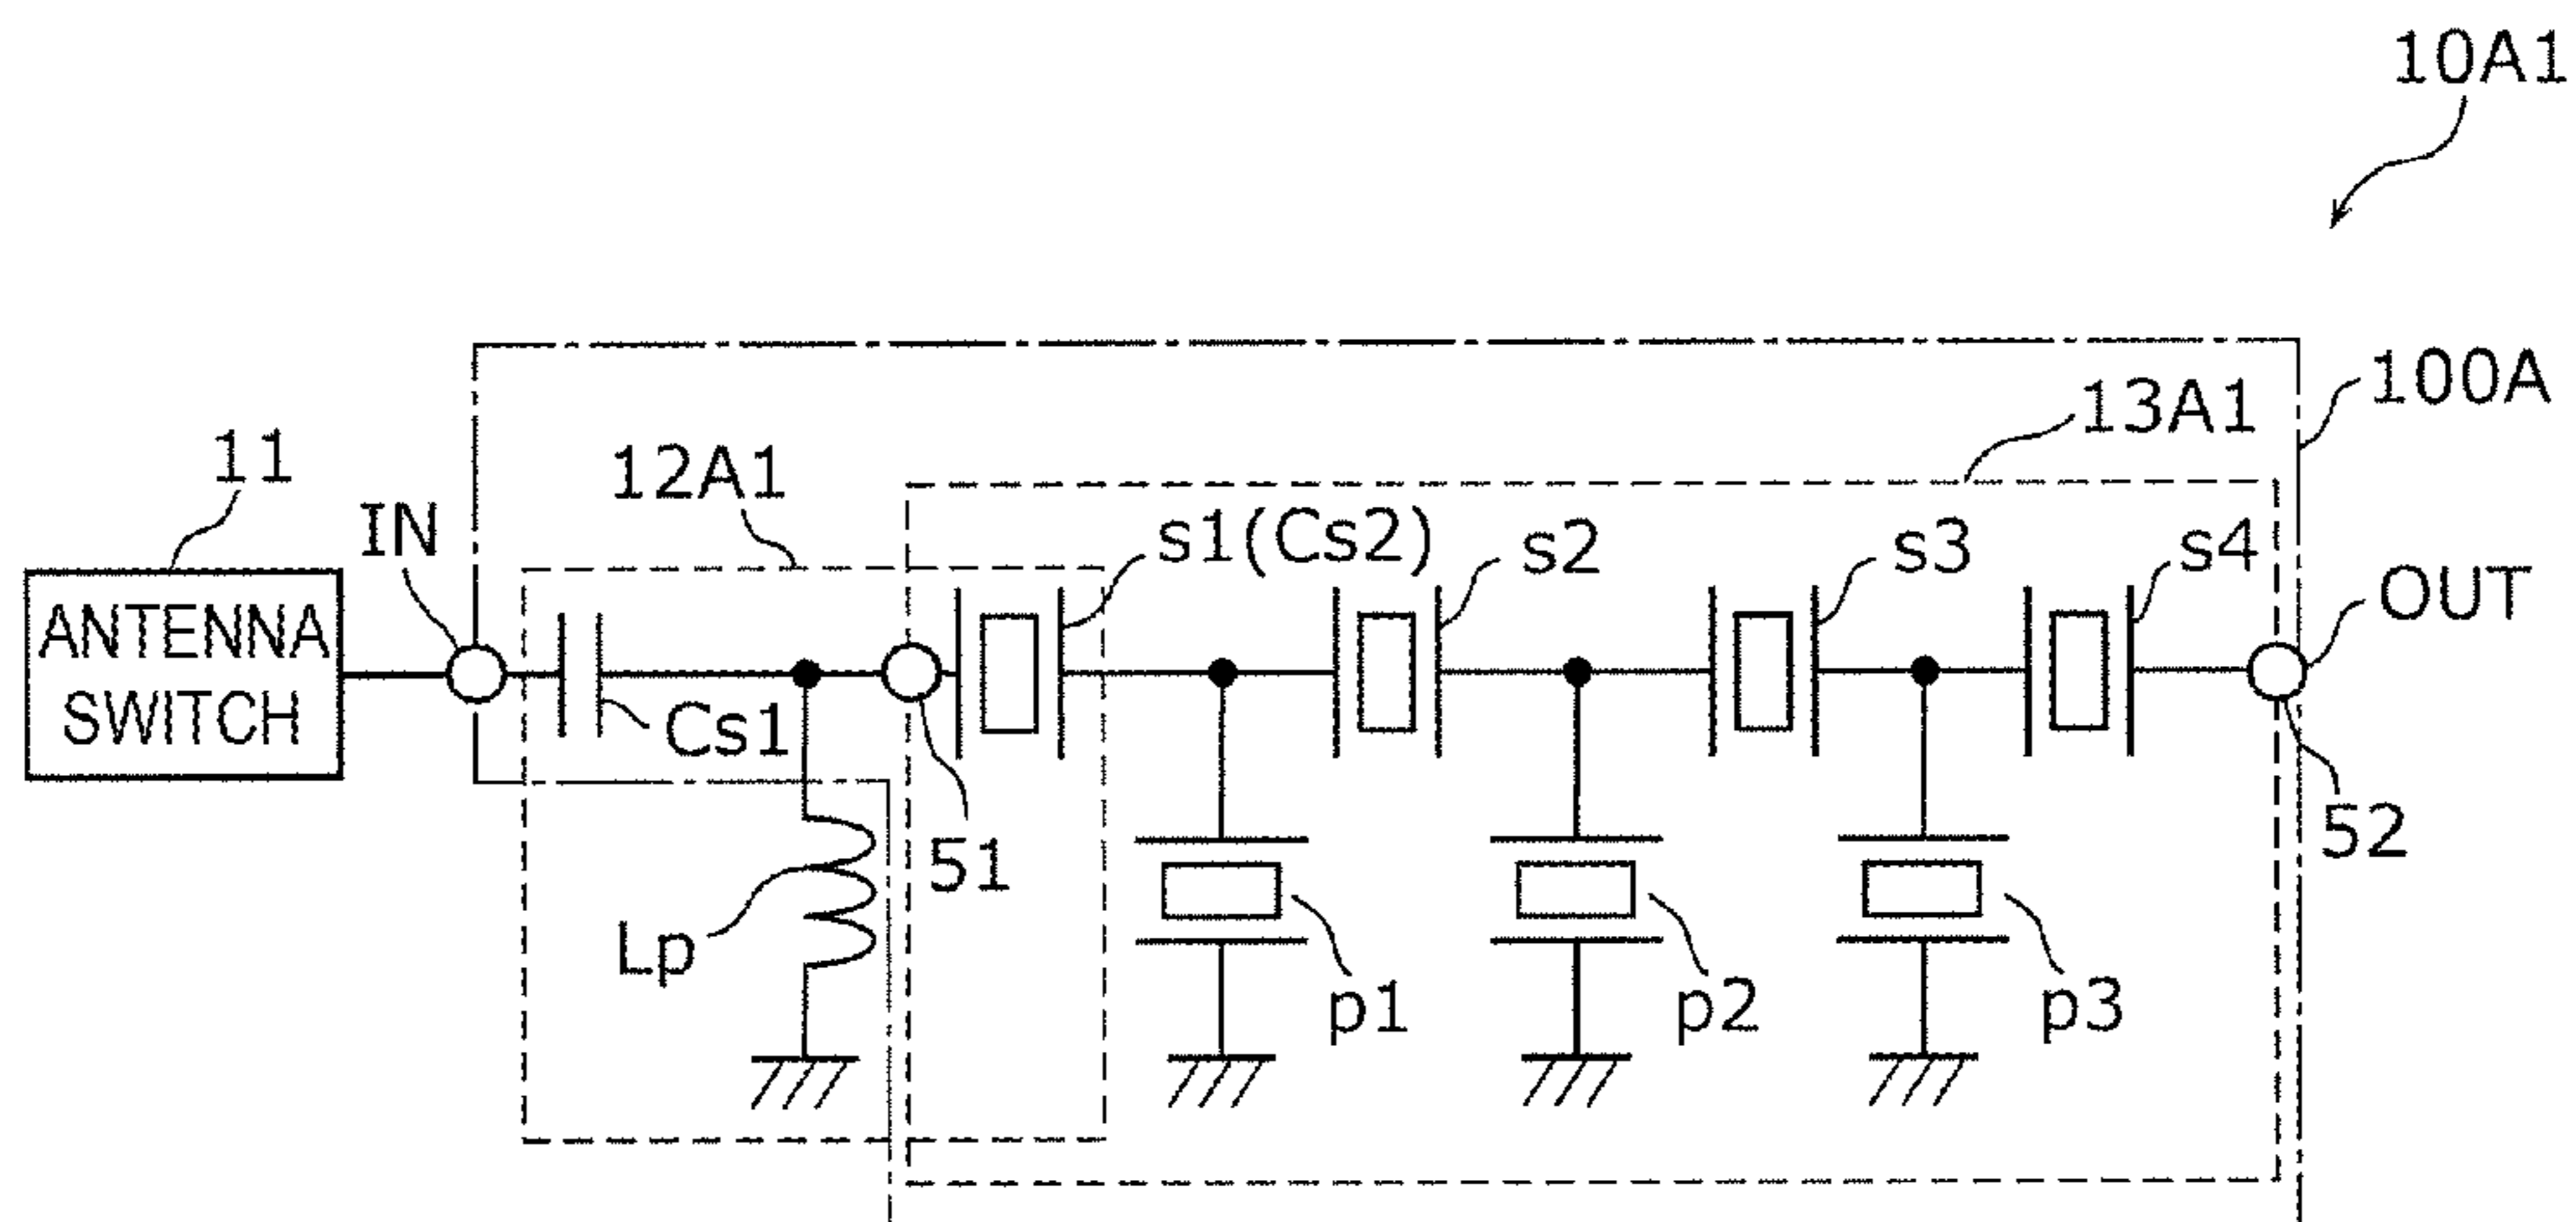 10A1
100A
13A1
11
12A1
IN
s1(Cs2)
s2
s3
s4
OUT
ANTENNA
SWITCH
Cs1
51
52
Lp
p1
p2
p3